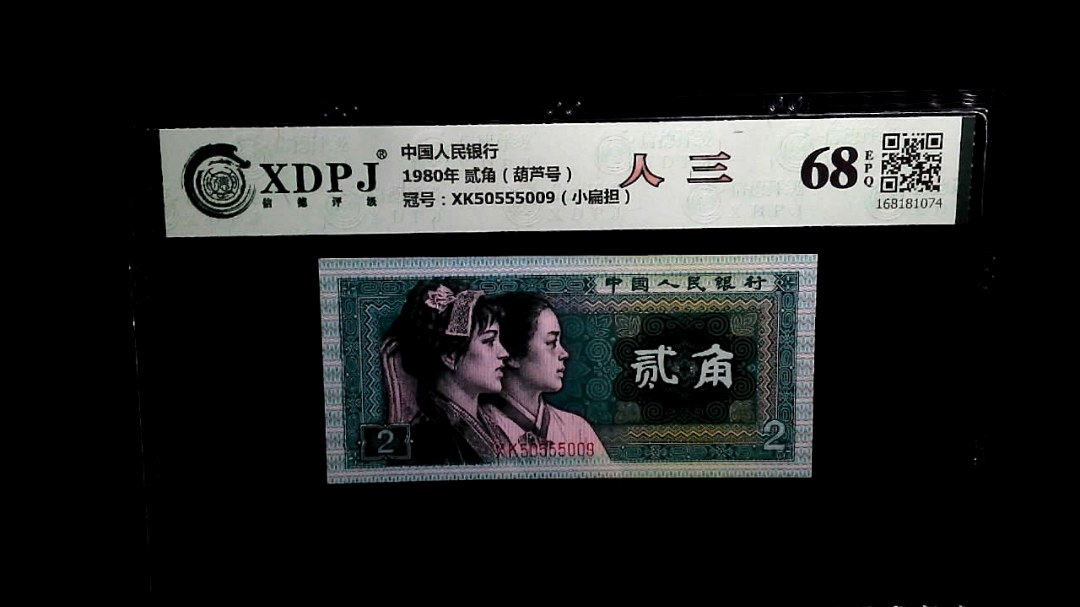 XDPJ®
信德评级
中国人民银行
1980年 贰角（葫芦号）
冠号：XK50555009（小扁担）
人三
68
EPQ
168181074
中国人民银行
贰角
2
2
XK50555009